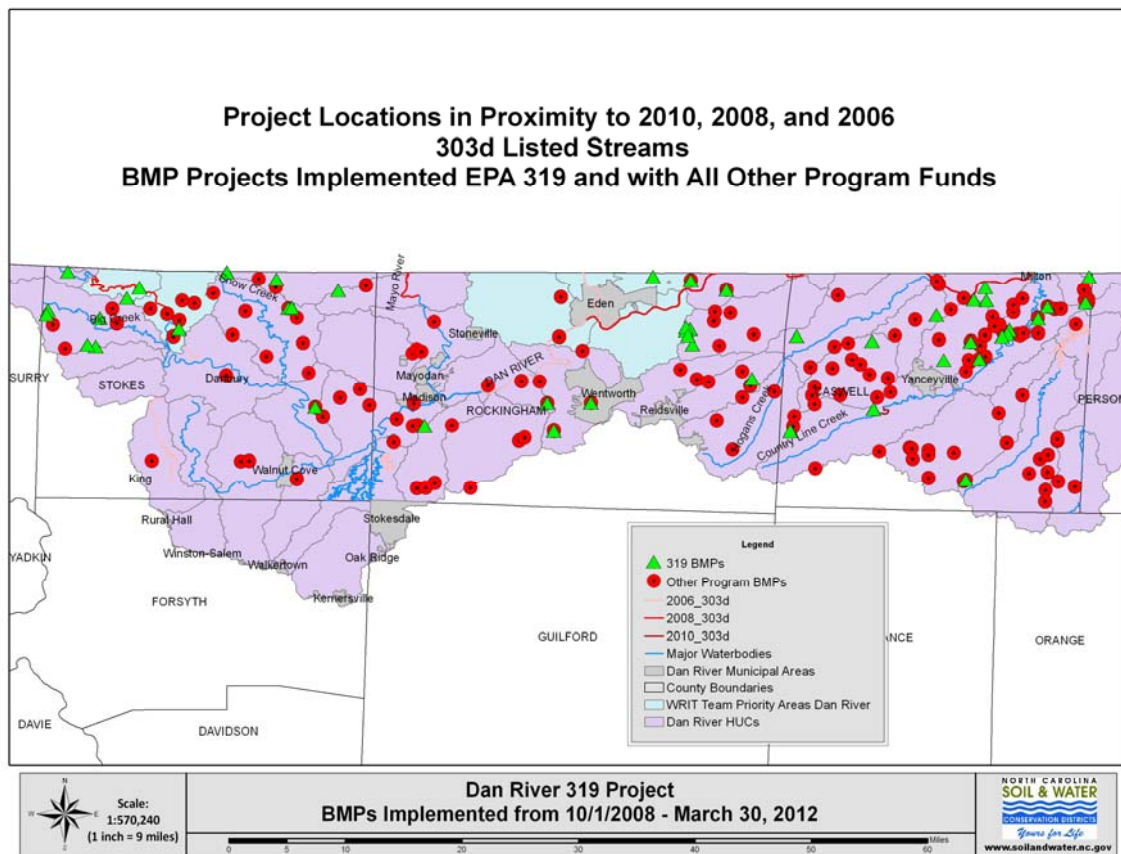 Project Locations in Proximity to 2010, 2008, and 2006
303d Listed Streams
BMP Projects Implemented EPA 319 and with All Other Program Funds
Snow Creek
Mayo River
Milton
Big Creek
Eden
Stoneville
SURRY
STOKES
Danbury
Mayodan
Madison
DAN RIVER
ROCKINGHAM
Wentworth
Reidsville
Hogans Creek
CASWELL
Yanceyville
PERSON
Country Line Creek
King
Walnut Cove
Rural Hall
Stokesdale
YADKIN
Winston-Salem
Walkertown
Oak Ridge
FORSYTH
Kernersville
GUILFORD
ANCE
ORANGE
DAVIE
DAVIDSON
Legend
319 BMPs
Other Program BMPs
2006_303d
2008_303d
2010_303d
Major Waterbodies
Dan River Municipal Areas
County Boundaries
WRIT Team Priority Areas Dan River
Dan River HUCs
N
W E
S
Scale:
1:570,240
(1 inch = 9 miles)
Dan River 319 Project
BMPs Implemented from 10/1/2008 - March 30, 2012
Miles
0 5 10 20 30 40 50 60
NORTH CAROLINA
SOIL & WATER
CONSERVATION DISTRICTS
Yours for Life
www.soilandwater.nc.gov